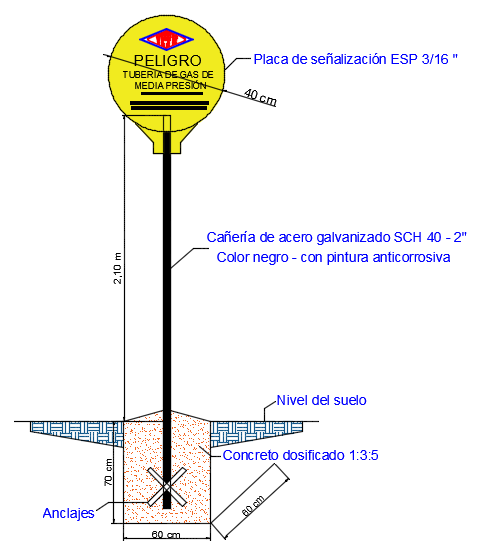 PELIGRO
TUBERIA DE GAS DE
MEDIA PRESIÓN
Placa de señalización ESP 3/16 "
40 cm
2,10 m
Cañería de acero galvanizado SCH 40 - 2"
Color negro - con pintura anticorrosiva
Nivel del suelo
Concreto dosificado 1:3:5
70 cm
Anclajes
60 cm
60 cm